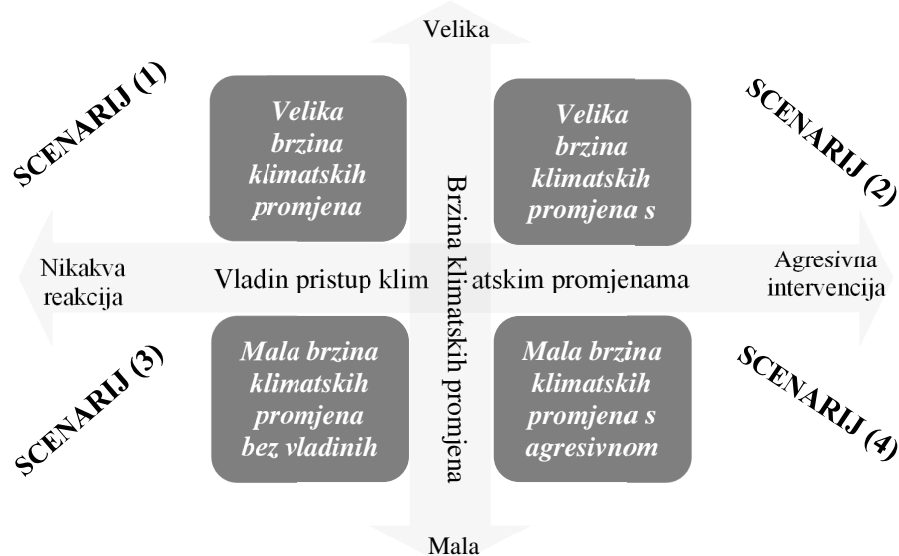 Velika
SCENARIJ (1)
Velika
brzina
klimatskih
promjena
Velika
brzina
klimatskih
promjena s
SCENARIJ (2)
Nikakva
reakcija
Vladin pristup klim atskim promjenama
Agresivna
intervencija
Brzina klimatskih promjena
SCENARIJ (3)
Mala brzina
klimatskih
promjena
bez vladinih
Mala brzina
klimatskih
promjena s
agresivnom
SCENARIJ (4)
Mala